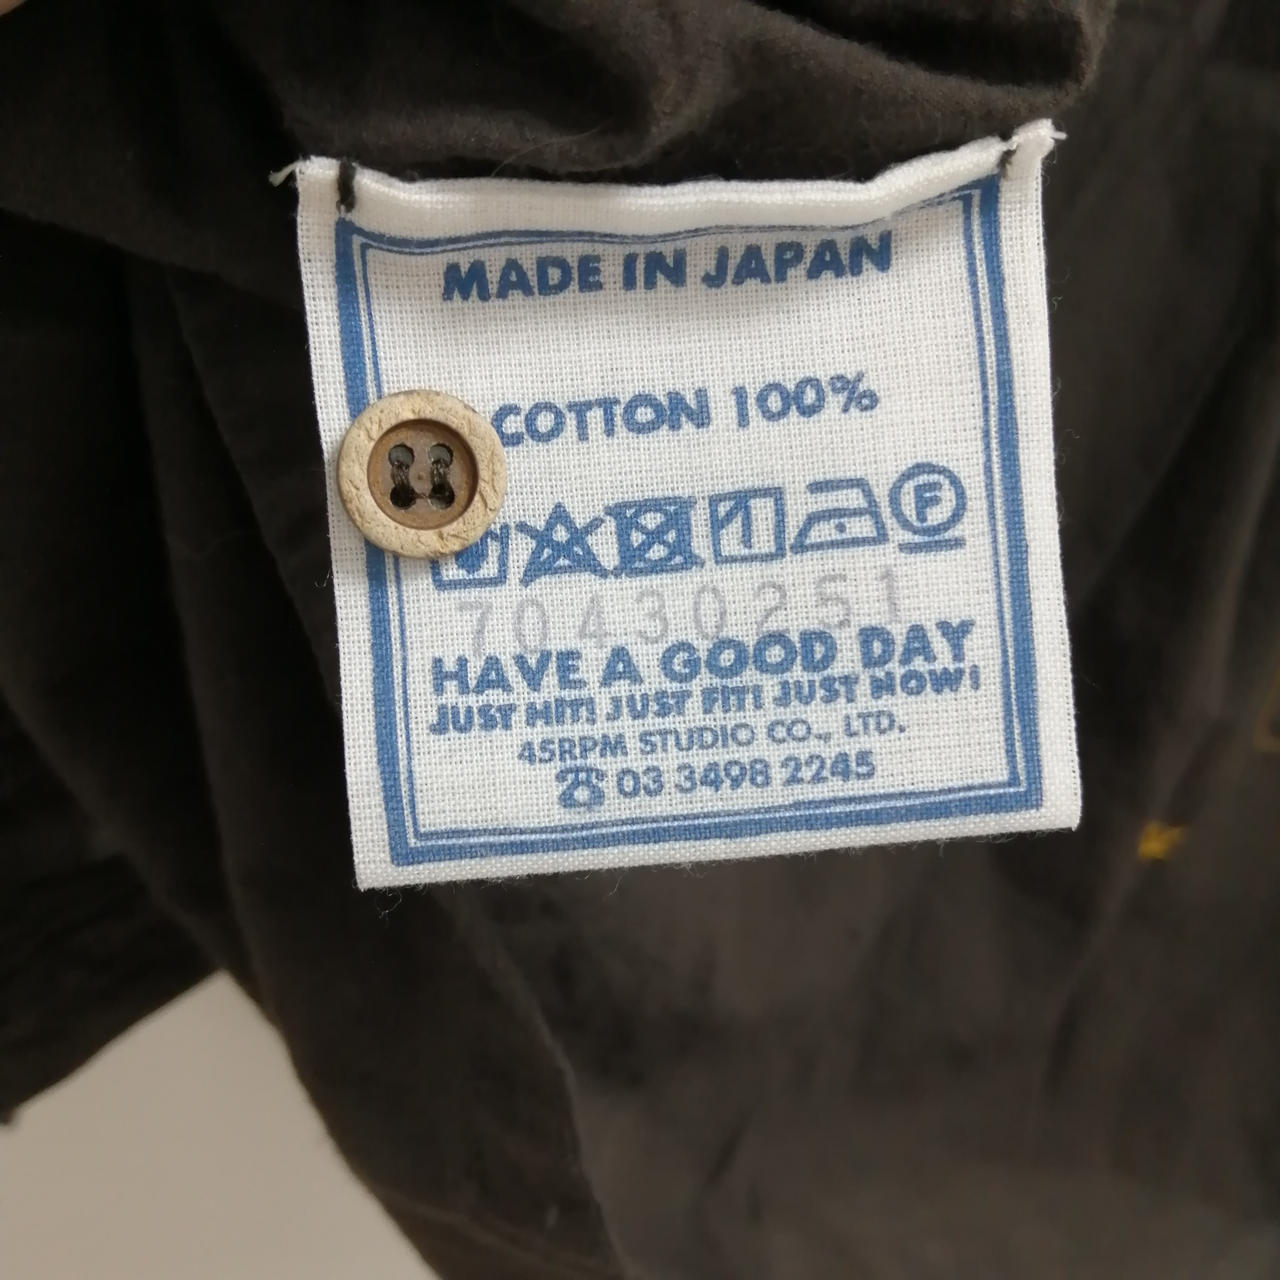 MADE IN JAPAN
COTTON 100%
F
70430251
HAVE A GOOD DAY
JUST HIT! JUST FIT! JUST NOW!
45RPM STUDIO CO., LTD.
☎ 03 3498 2245